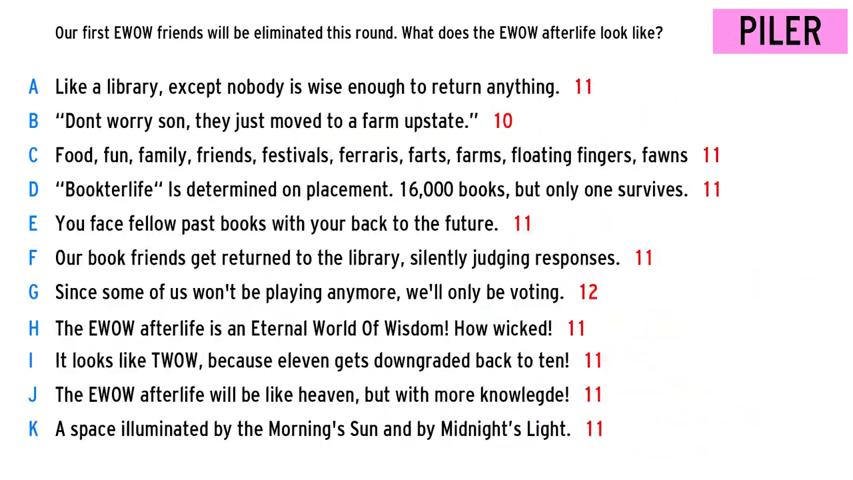 Our first EWOW friends will be eliminated this round. What does the EWOW afterlife look like?
PILER
A Like a library, except nobody is wise enough to return anything. 11
B “Dont worry son, they just moved to a farm upstate.” 10
C Food, fun, family, friends, festivals, ferraris, farts, farms, floating fingers, fawns 11
D “Bookterlife“ Is determined on placement. 16,000 books, but only one survives. 11
E You face fellow past books with your back to the future. 11
F Our book friends get returned to the library, silently judging responses. 11
G Since some of us won't be playing anymore, we'll only be voting. 12
H The EWOW afterlife is an Eternal World Of Wisdom! How wicked! 11
I It looks like TWOW, because eleven gets downgraded back to ten! 11
J The EWOW afterlife will be like heaven, but with more knowlegde! 11
K A space illuminated by the Morning's Sun and by Midnight’s Light. 11